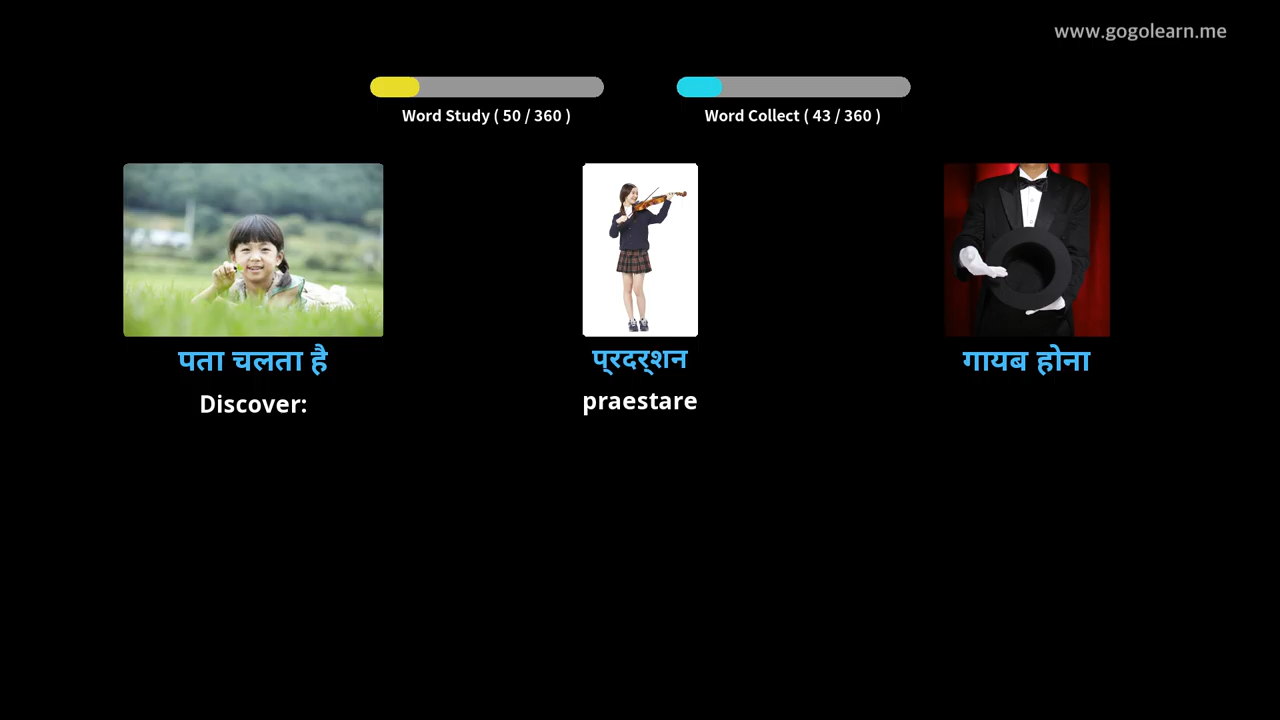 www.gogolearn.me
Word Study ( 50 / 360 )
Word Collect ( 43 / 360 )
पता चलता है
प्रदर्शन
गायब होना
Discover:
praestare